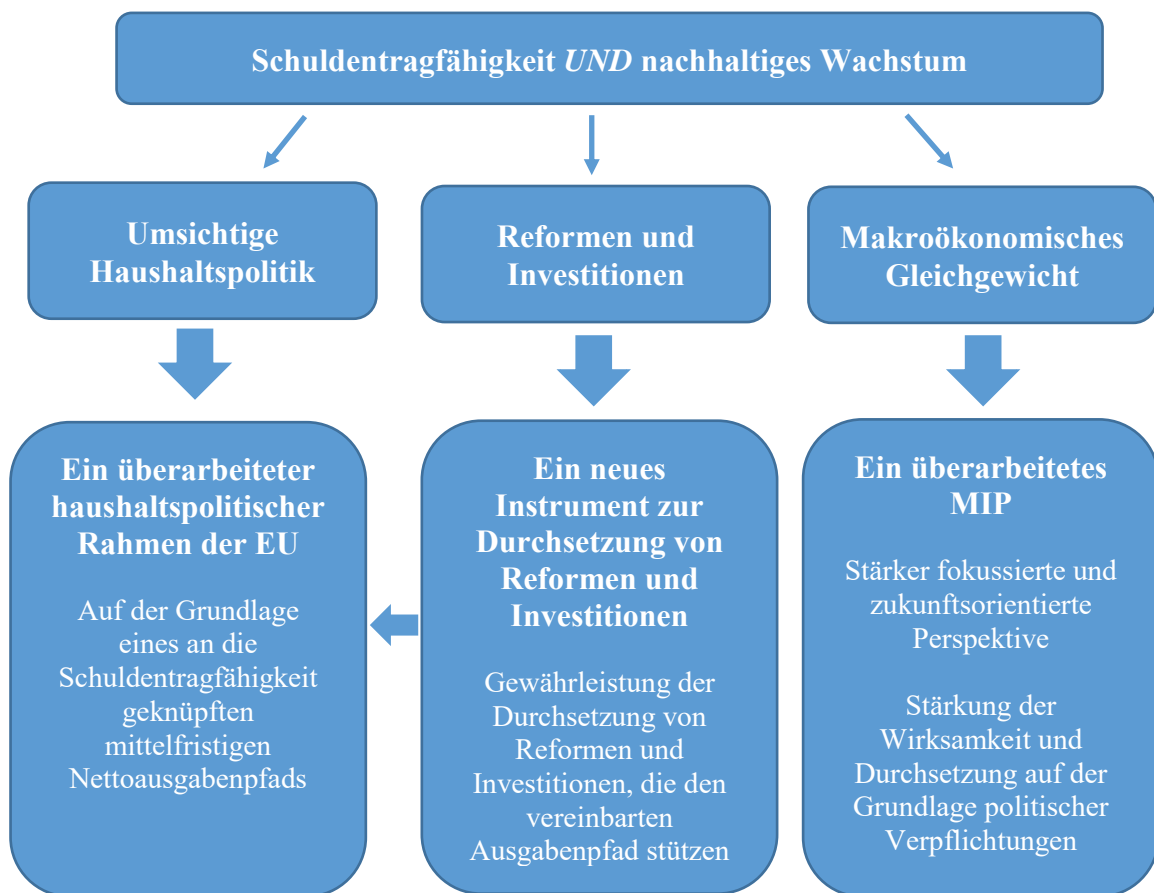 Schuldentragfähigkeit UND nachhaltiges Wachstum
Umsichtige
Haushaltspolitik
Reformen und
Investitionen
Makroökonomisches
Gleichgewicht
Ein überarbeiteter
haushaltspolitischer
Rahmen der EU
Auf der Grundlage
eines an die
Schuldentragfähigkeit
geknüpften
mittelfristigen
Nettoausgabenpfads
Ein neues
Instrument zur
Durchsetzung von
Reformen und
Investitionen
Gewährleistung der
Durchsetzung von
Reformen und
Investitionen, die den
vereinbarten
Ausgabenpfad stützen
Ein überarbeitetes
MIP
Stärker fokussierte und
zukunftsorientierte
Perspektive
Stärkung der
Wirksamkeit und
Durchsetzung auf der
Grundlage politischer
Verpflichtungen